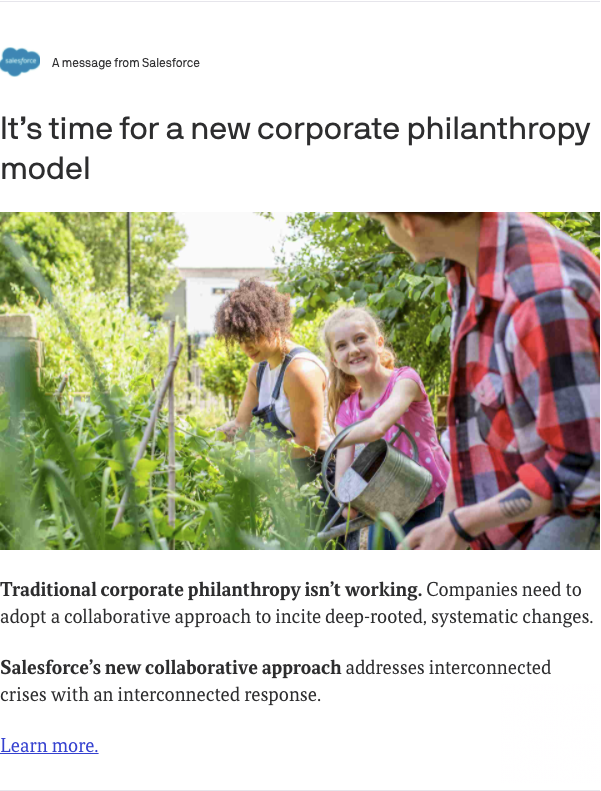 salesforce
A message from Salesforce
It’s time for a new corporate philanthropy
model
Traditional corporate philanthropy isn’t working. Companies need to
adopt a collaborative approach to incite deep-rooted, systematic changes.
Salesforce’s new collaborative approach addresses interconnected
crises with an interconnected response.
Learn more.